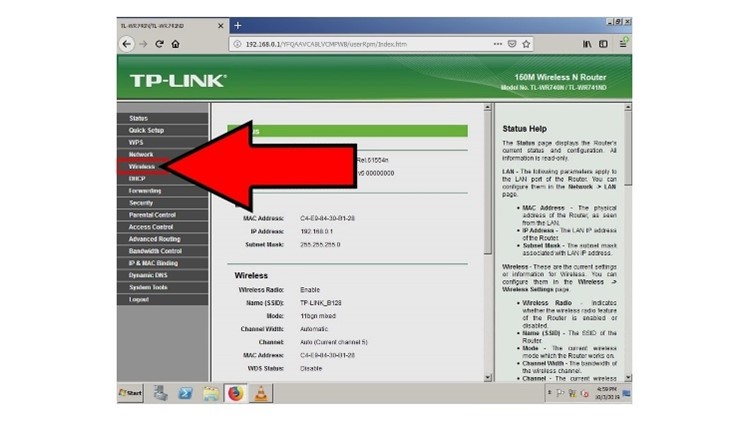 TL-WR740N/TL-WR741ND
192.168.0.1/YFQAAVCABLVCMPWB/userRpm/Index.htm
TP-LINK
150M Wireless N Router
Model No. TL-WR740N / TL-WR741ND
Status
Quick Setup
WPS
Network
Wireless
DHCP
Forwarding
Security
Parental Control
Access Control
Advanced Routing
Bandwidth Control
IP & MAC Binding
Dynamic DNS
System Tools
Logout
Rel.61554n
v6 00000000
MAC Address: C4-E9-84-30-B1-28
IP Address: 192.168.0.1
Subnet Mask: 255.255.255.0
Wireless
Wireless Radio: Enable
Name (SSID): TP-LINK_B128
Mode: 11bgn mixed
Channel Width: Automatic
Channel: Auto (Current channel 5)
MAC Address: C4-E9-84-30-B1-28
WDS Status: Disable
Status Help
The Status page displays the Router's
current status and configuration. All
information is read-only.
LAN - The following parameters apply to
the LAN port of the Router. You can
configure them in the Network -> LAN
page.
MAC Address - The physical
address of the Router, as seen
from the LAN.
IP Address - The LAN IP address
of the Router.
Subnet Mask - The subnet mask
associated with LAN IP address.
Wireless - These are the current settings
or information for Wireless. You can
configure them in the Wireless ->
Wireless Settings page.
Wireless Radio - Indicates
whether the wireless radio feature
of the Router is enabled or
disabled.
Name (SSID) - The SSID of the
Router.
Mode - The current wireless
mode which the Router works on.
Channel Width - The bandwidth of
the wireless channel.
Channel - The current wireless
Start
4:59 PM